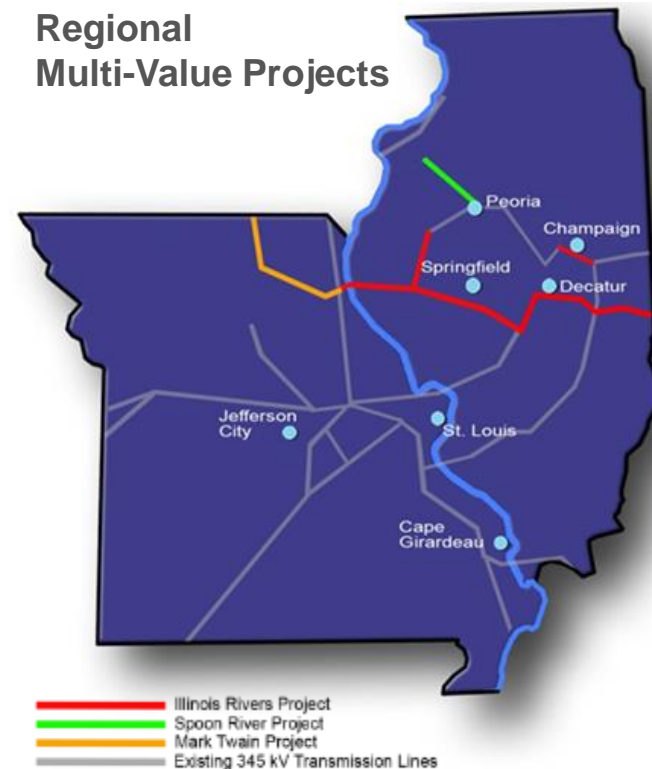 Regional
Multi-Value Projects
Peoria
Champaign
Springfield
Decatur
Jefferson
City
St. Louis
Cape
Girardeau
Illinois Rivers Project
Spoon River Project
Mark Twain Project
Existing 345 kV Transmission Lines